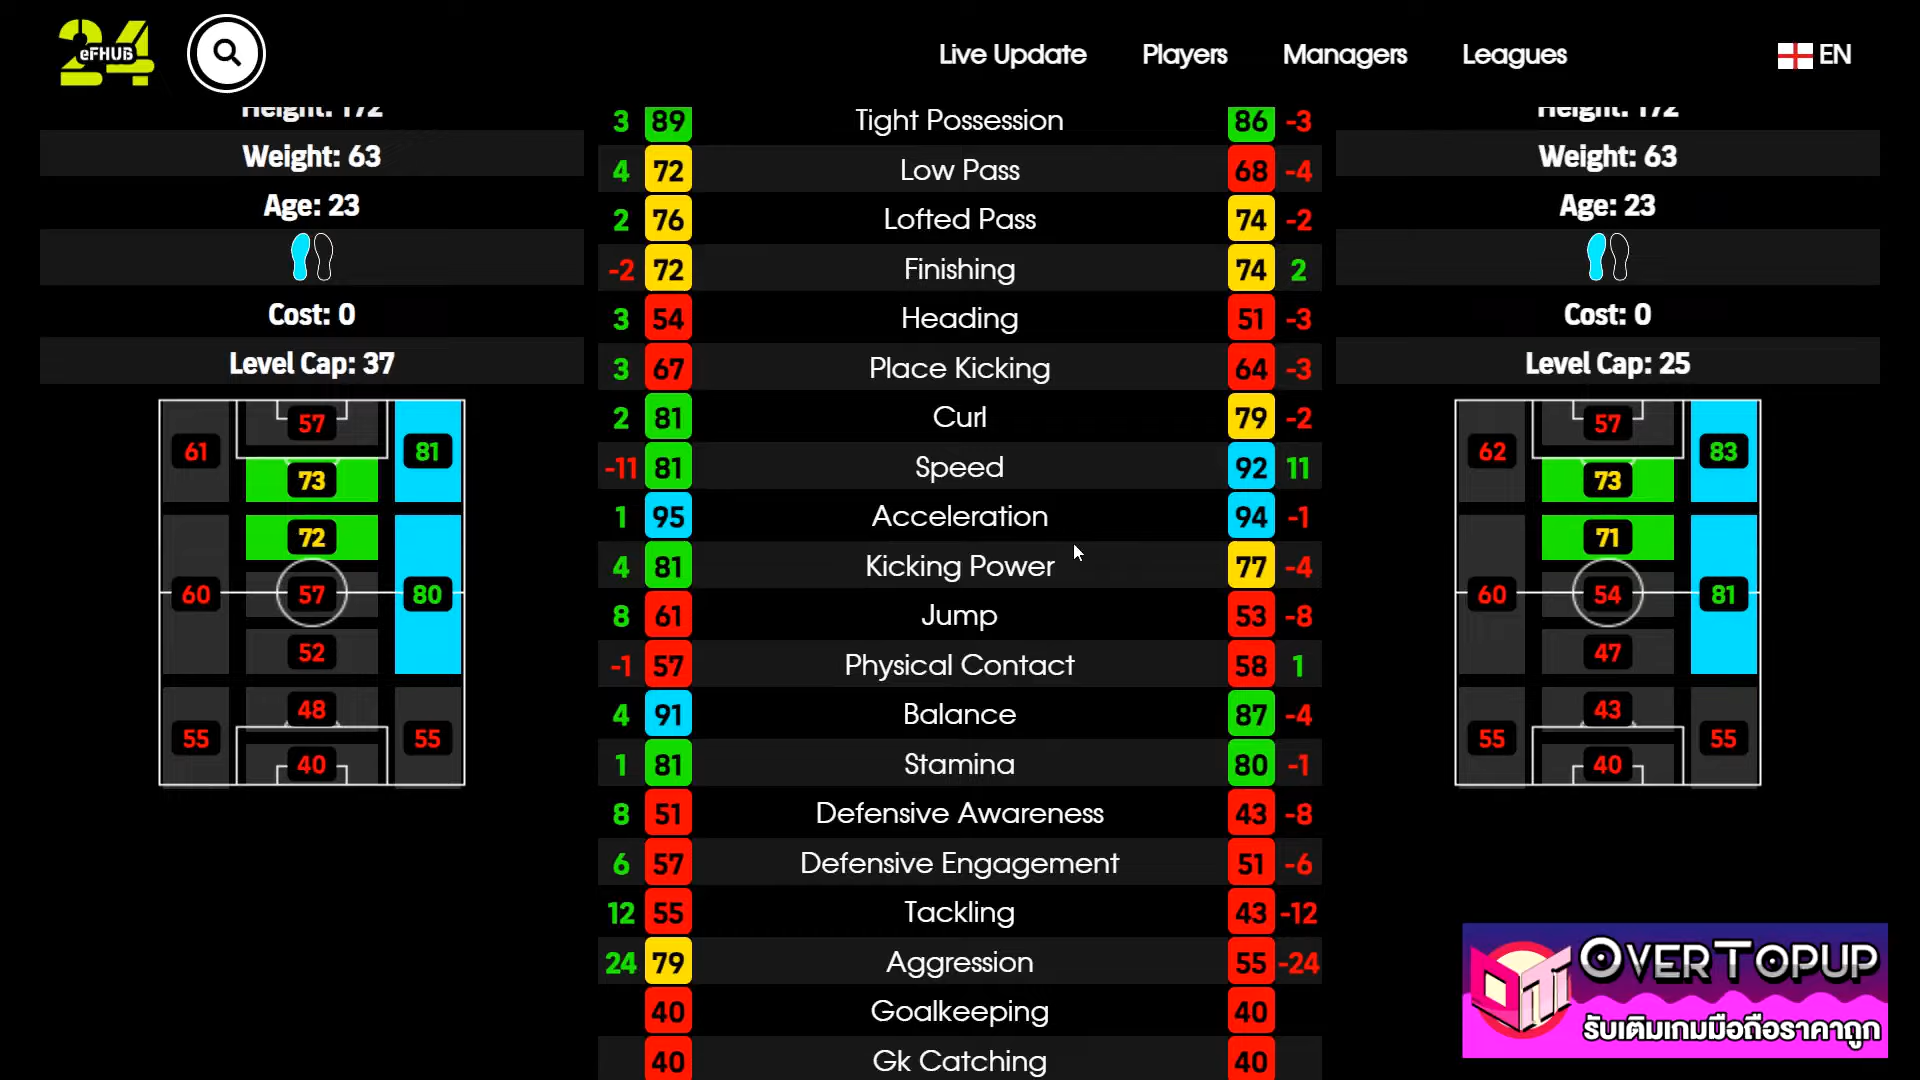 24
eFHUB
Live Update
Players
Managers
Leagues
EN
Height: 172
Weight: 63
Age: 23
Cost: 0
Level Cap: 37
57
61
81
73
72
60
57
80
52
48
55
55
40
3 89 Tight Possession 86 -3
4 72 Low Pass 68 -4
2 76 Lofted Pass 74 -2
-2 72 Finishing 74 2
3 54 Heading 51 -3
3 67 Place Kicking 64 -3
2 81 Curl 79 -2
-11 81 Speed 92 11
1 95 Acceleration 94 -1
4 81 Kicking Power 77 -4
8 61 Jump 53 -8
-1 57 Physical Contact 58 1
4 91 Balance 87 -4
1 81 Stamina 80 -1
8 51 Defensive Awareness 43 -8
6 57 Defensive Engagement 51 -6
12 55 Tackling 43 -12
24 79 Aggression 55 -24
40 Goalkeeping 40
40 Gk Catching 40
Height: 172
Weight: 63
Age: 23
Cost: 0
Level Cap: 25
57
62
83
73
71
60
54
81
47
43
55
55
40
OTU
OVERTOPUP
รับเติมเกมมือถือราคาถูก